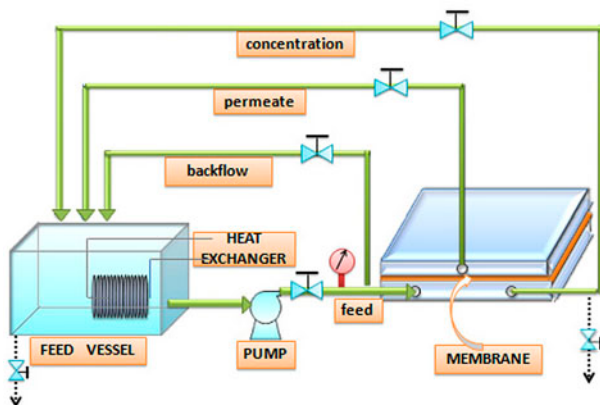 concentration
permeate
backflow
HEAT
EXCHANGER
feed
FEED VESSEL
PUMP
MEMBRANE